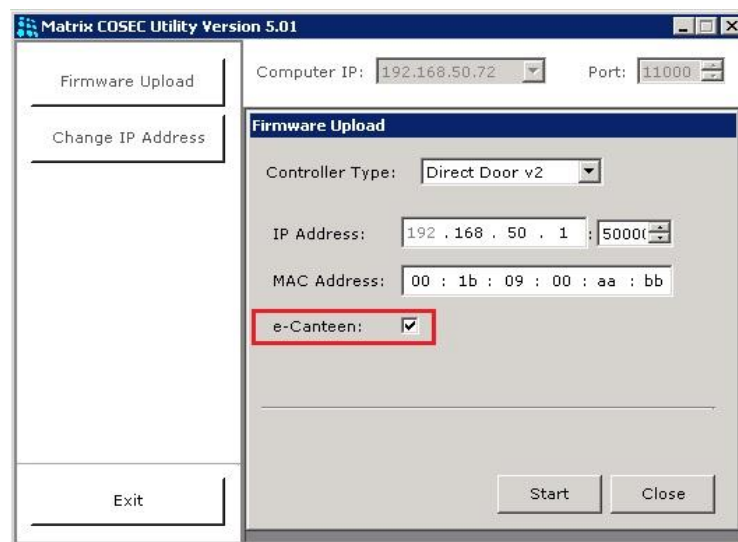 Matrix COSEC Utility Version 5.01
Firmware Upload
Change IP Address
Exit
Computer IP: 192.168.50.72 Port: 11000
Firmware Upload
Controller Type: Direct Door v2
IP Address: 192 . 168 . 50 . 1 : 5000
MAC Address: 00 : 1b : 09 : 00 : aa : bb
e-Canteen:
Start Close